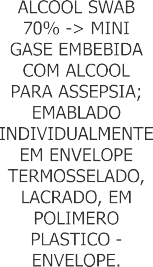 ALCOOL SWAB
70% -> MINI
GASE EMBEBIDA
COM ALCOOL
PARA ASSEPSIA;
EMABLADO
INDIVIDUALMENTE
EM ENVELOPE
TERMOSSELADO,
LACRADO, EM
POLIMERO
PLASTICO -
ENVELOPE.